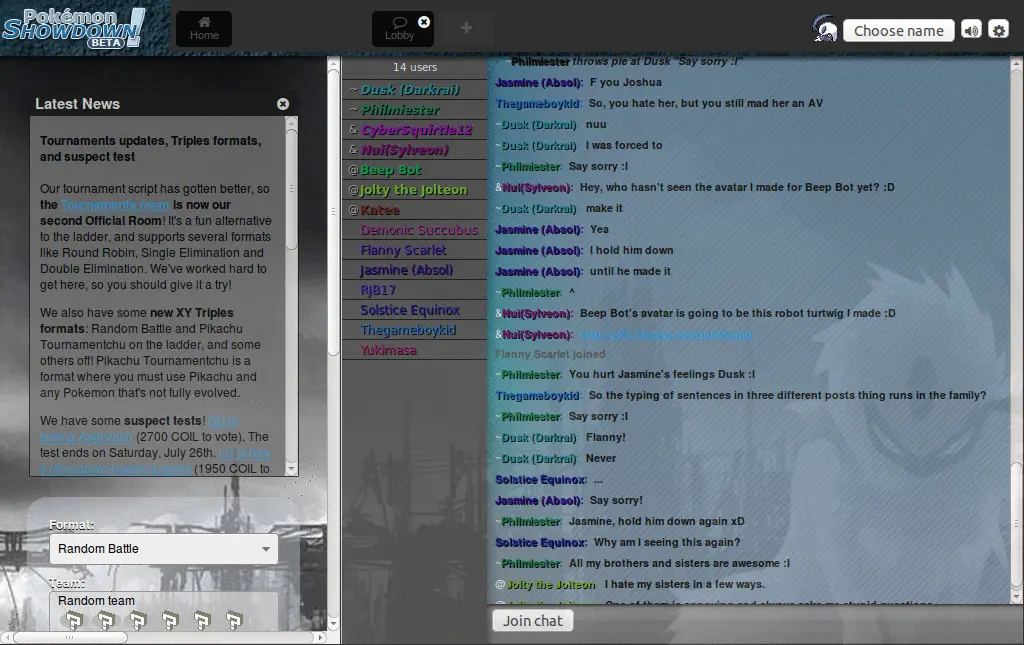 Pokémon
SHOWDOWN!
BETA
Home
Lobby
+
Choose name
Latest News
Tournaments updates, Triples formats,
and suspect test
Our tournament script has gotten better, so
the Tournaments room is now our
second Official Room! It's a fun alternative
to the ladder, and supports several formats
like Round Robin, Single Elimination and
Double Elimination. We've worked hard to
get here, so you should give it a try!
We also have some new XY Triples
formats: Random Battle and Pikachu
Tournamentchu on the ladder, and some
others off! Pikachu Tournamentchu is a
format where you must use Pikachu and
any Pokemon that's not fully evolved.
We have some suspect tests! OU is
testing Aegislash (2700 COIL to vote). The
test ends on Saturday, July 26th.
(1950 COIL to
Format:
Random Battle
Team:
Random team
14 users
~ Dusk (Darkrai)
~ Philmiester
& CyberSquirtle12
& Nui(Sylveon)
@Beep Bot
@Jolty the Jolteon
@Katee
Demonic Succubus
Flanny Scarlet
Jasmine (Absol)
RJB17
Solstice Equinox
Thegameboykid
Yukimasa
~Philmiester throws pie at Dusk "Say sorry :I"
Jasmine (Absol): F you Joshua
Thegameboykid: So, you hate her, but you still mad her an AV
~Dusk (Darkrai): nuu
~Dusk (Darkrai): I was forced to
~Philmiester: Say sorry :I
&Nui(Sylveon): Hey, who hasn't seen the avatar I made for Beep Bot yet? :D
~Dusk (Darkrai): make it
Jasmine (Absol): Yea
Jasmine (Absol): I hold him down
Jasmine (Absol): until he made it
~Philmiester: ^
&Nui(Sylveon): Beep Bot's avatar is going to be this robot turtwig I made :D
&Nui(Sylveon):
Flanny Scarlet joined
~Philmiester: You hurt Jasmine's feelings Dusk :I
Thegameboykid: So the typing of sentences in three different posts thing runs in the family?
~Philmiester: Say sorry :I
~Dusk (Darkrai): Flanny!
~Dusk (Darkrai): Never
Solstice Equinox: ...
Jasmine (Absol): Say sorry!
~Philmiester: Jasmine, hold him down again xD
Solstice Equinox: Why am I seeing this again?
~Philmiester: All my brothers and sisters are awesome :I
@Jolty the Jolteon: I hate my sisters in a few ways.
Join chat